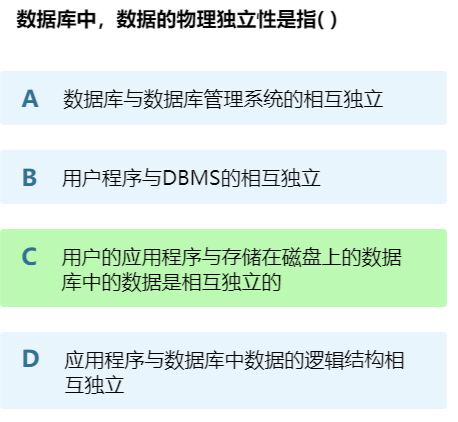 数据库中，数据的物理独立性是指( )
A 数据库与数据库管理系统的相互独立
B 用户程序与DBMS的相互独立
C 用户的应用程序与存储在磁盘上的数据
库中的数据是相互独立的
D 应用程序与数据库中数据的逻辑结构相
互独立